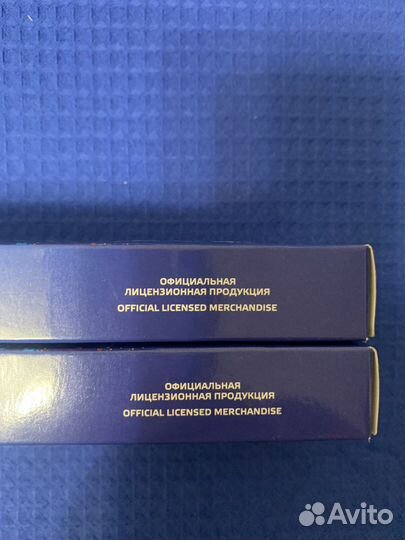 ОФИЦИАЛЬНАЯ
ЛИЦЕНЗИОННАЯ ПРОДУКЦИЯ
OFFICIAL LICENSED MERCHANDISE
ОФИЦИАЛЬНАЯ
ЛИЦЕНЗИОННАЯ ПРОДУКЦИЯ
OFFICIAL LICENSED MERCHANDISE
Avito